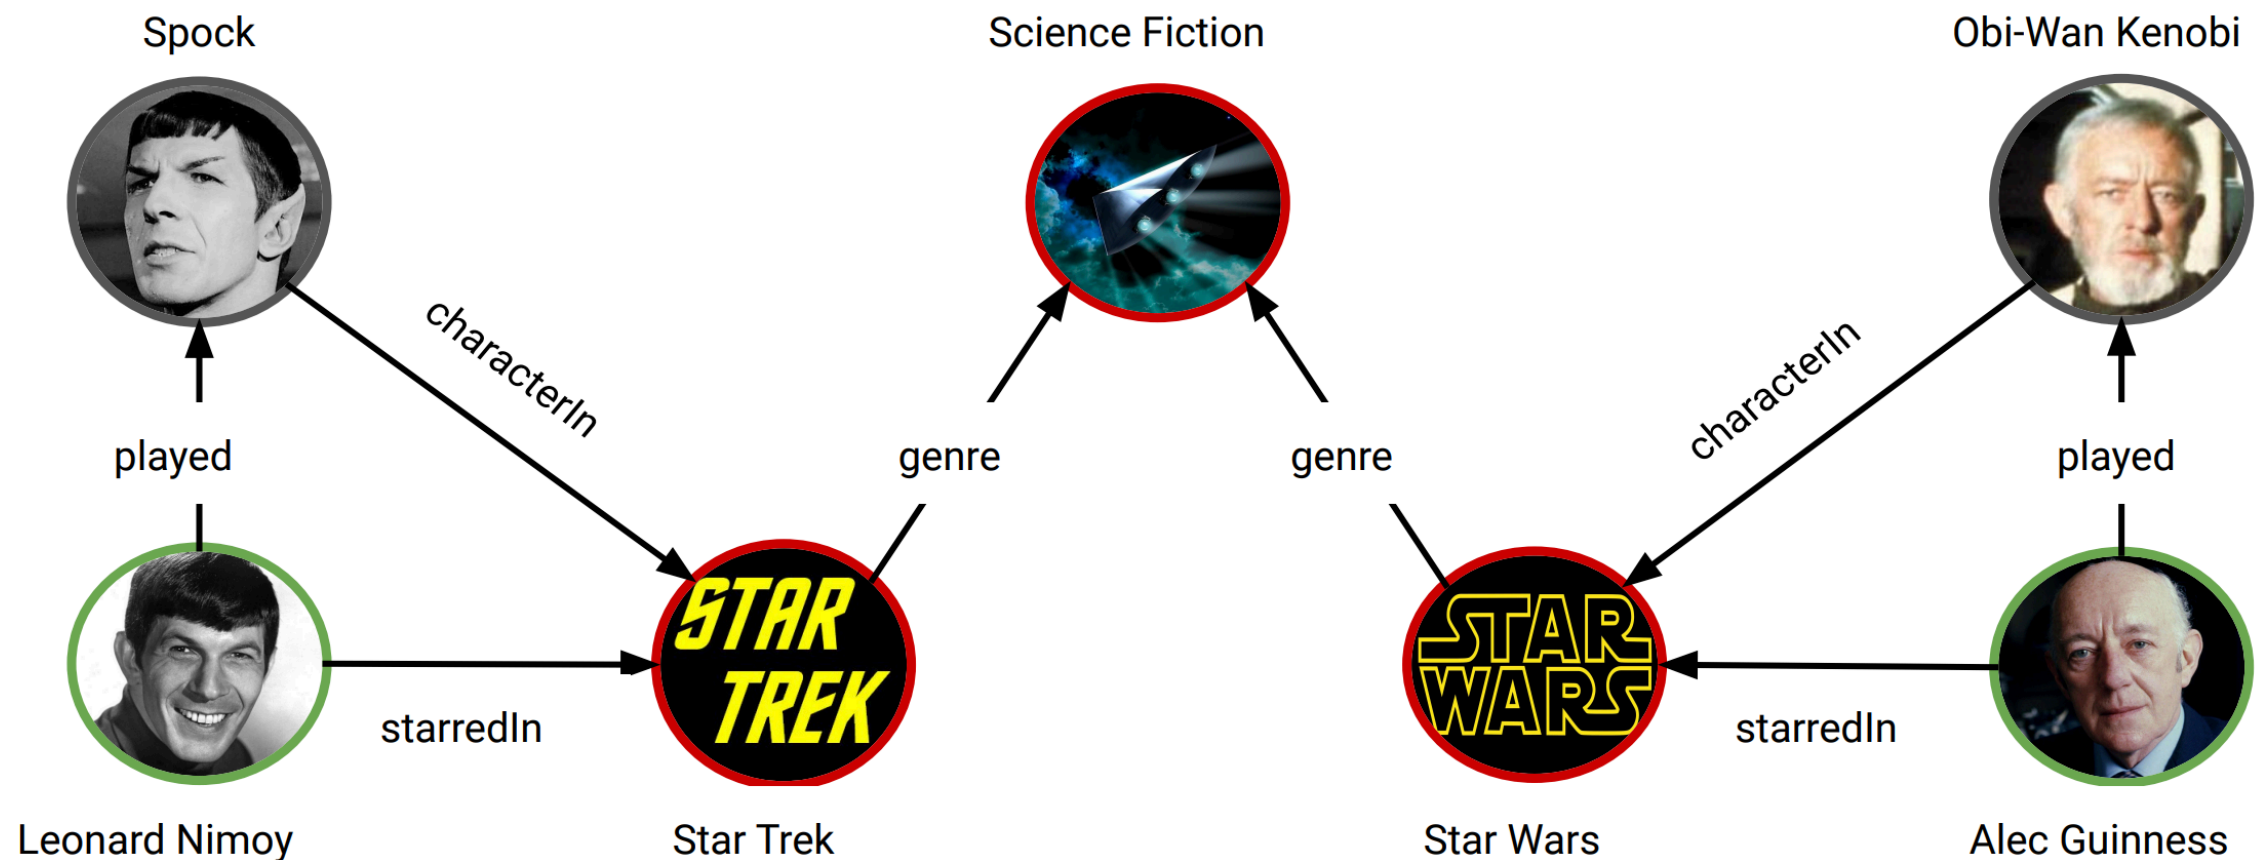 Spock
Science Fiction
Obi-Wan Kenobi
characterIn
characterIn
played
genre
genre
played
STAR
TREK
STAR
WARS
starredIn
starredIn
Leonard Nimoy
Star Trek
Star Wars
Alec Guinness